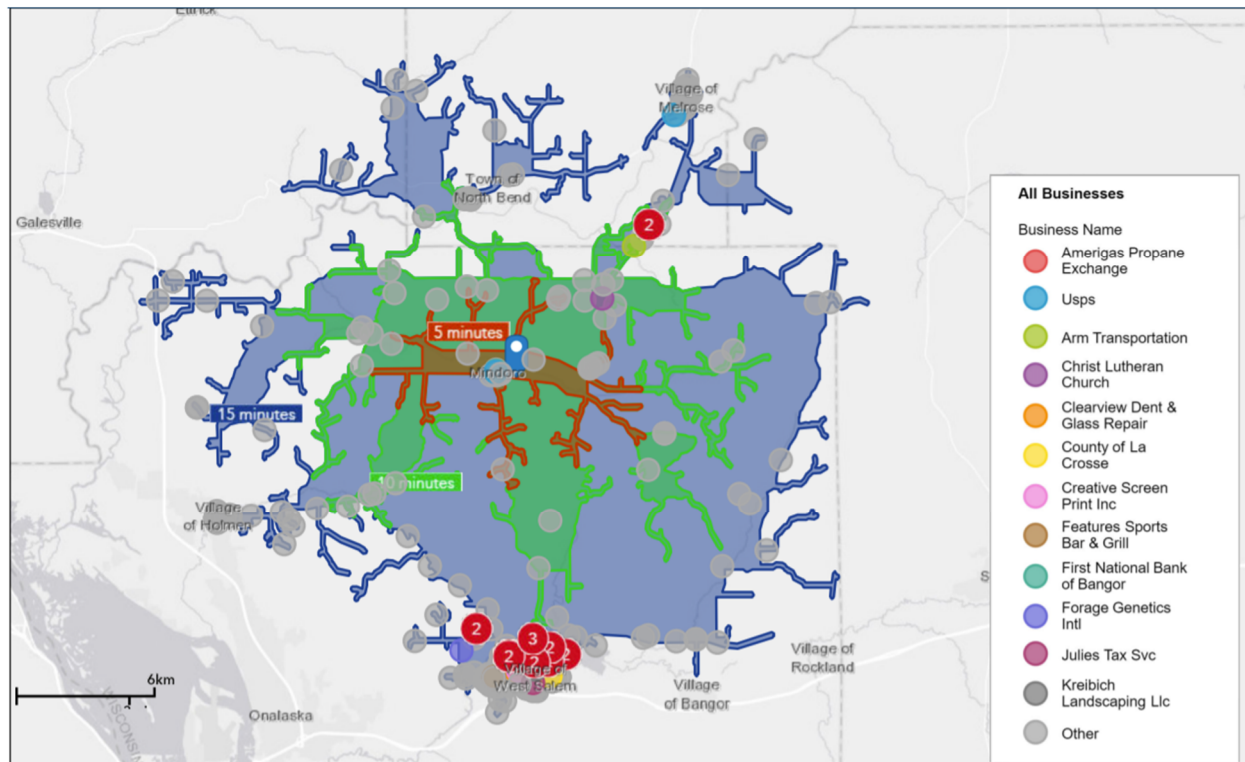 Ettrick
Village of
Melrose
Town of
North Bend
Galesville
2
5 minutes
Mindoro
15 minutes
10 minutes
Village
of Holmen
2
3
2
2
2
2
Village of
West Salem
Village of
Rockland
Village
of Bangor
S
6km
Onalaska
WISCONSIN
All Businesses
Business Name
Amerigas Propane
Exchange
Usps
Arm Transportation
Christ Lutheran
Church
Clearview Dent &
Glass Repair
County of La
Crosse
Creative Screen
Print Inc
Features Sports
Bar & Grill
First National Bank
of Bangor
Forage Genetics
Intl
Julies Tax Svc
Kreibich
Landscaping Llc
Other